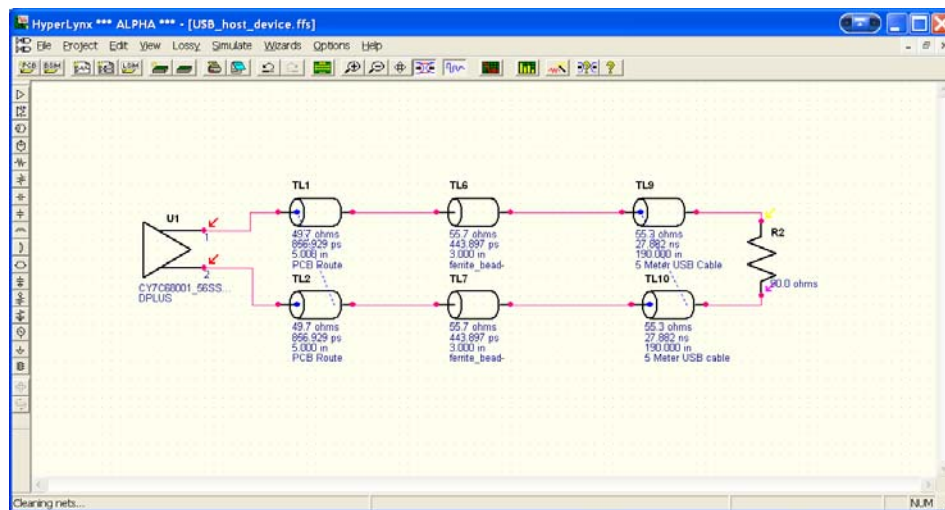 HyperLynx *** ALPHA *** - [USB_host_device.ffs]
File Project Edit View Lossy Simulate Wizards Options Help
TL1 TL6 TL9
U1
R2
1
49.7 ohms
856.929 ps
5.000 in
PCB Route
55.7 ohms
443.897 ps
3.000 in
ferrite_bead-
55.3 ohms
27.882 ns
190.000 in
5 Meter USB Cable
2
CY7C68001_56SS...
DPLUS
TL2 TL7 TL10
90.0 ohms
49.7 ohms
856.929 ps
5.000 in
PCB Route
55.7 ohms
443.897 ps
3.000 in
ferrite_bead-
55.3 ohms
27.882 ns
190.000 in
5 Meter USB cable
Cleaning nets...
NUM